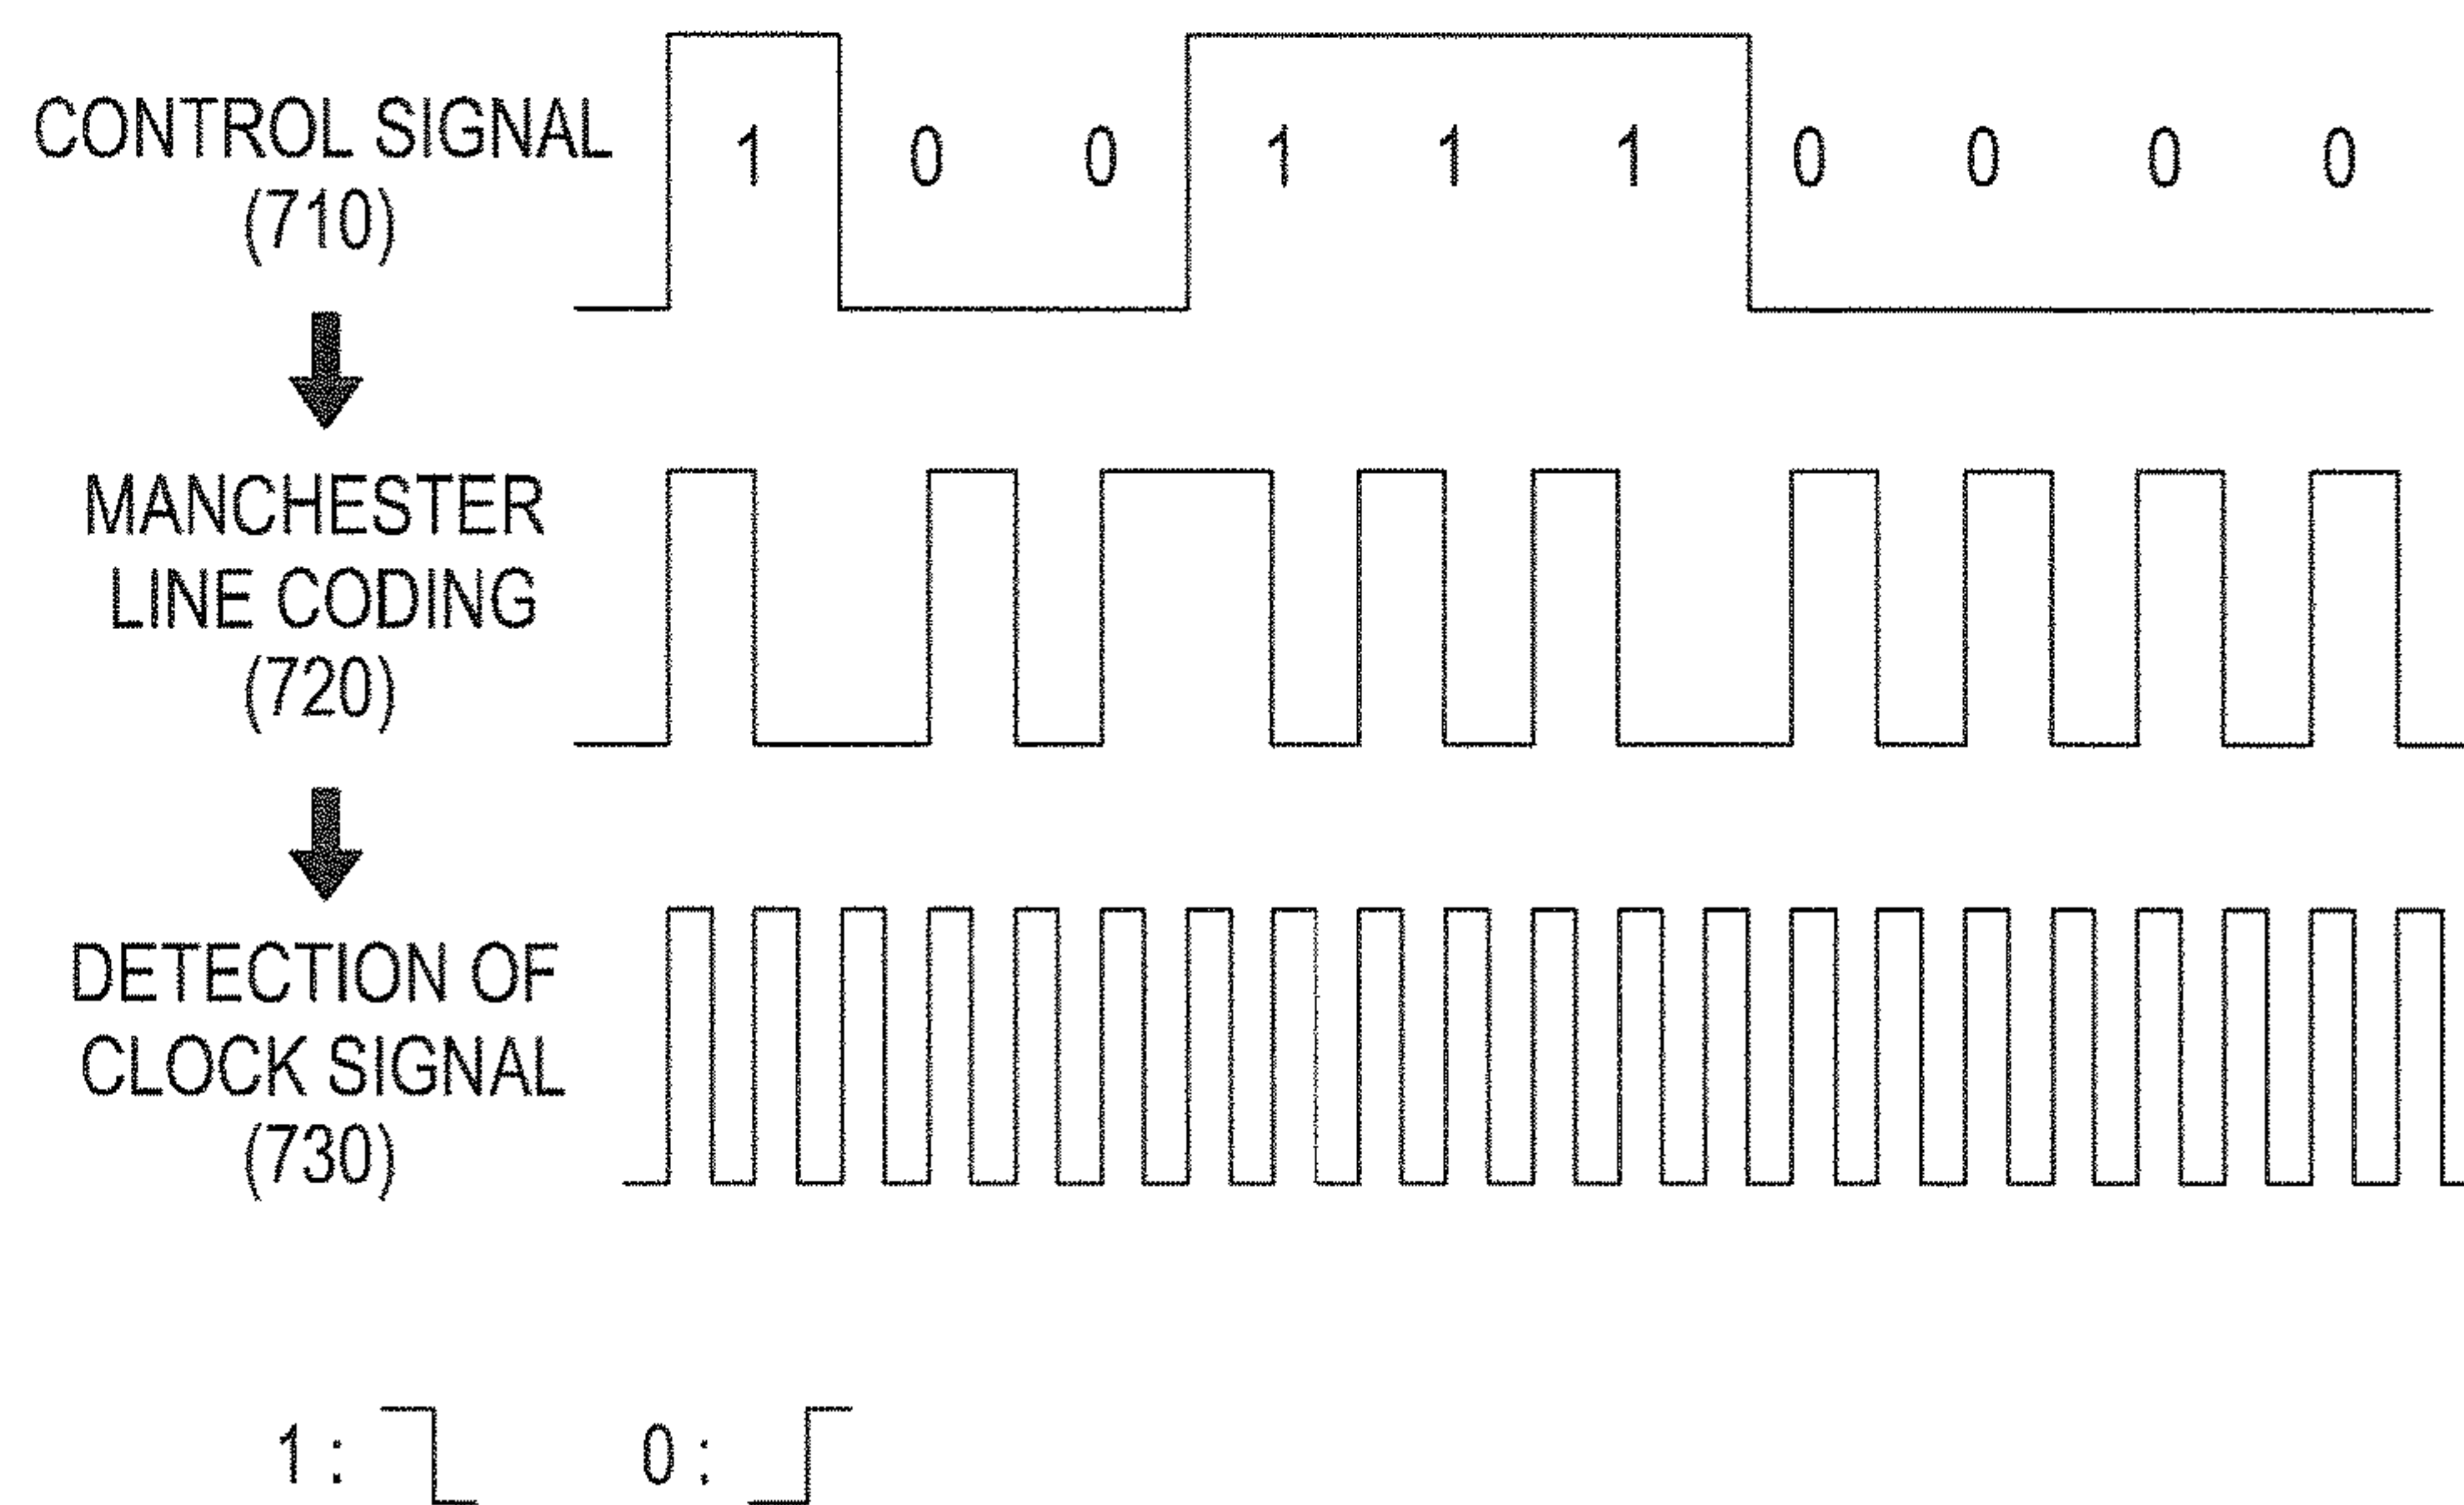 CONTROL SIGNAL
(710)
1 0 0 1 1 1 0 0 0 0
MANCHESTER
LINE CODING
(720)
DETECTION OF
CLOCK SIGNAL
(730)
1 : 0 :